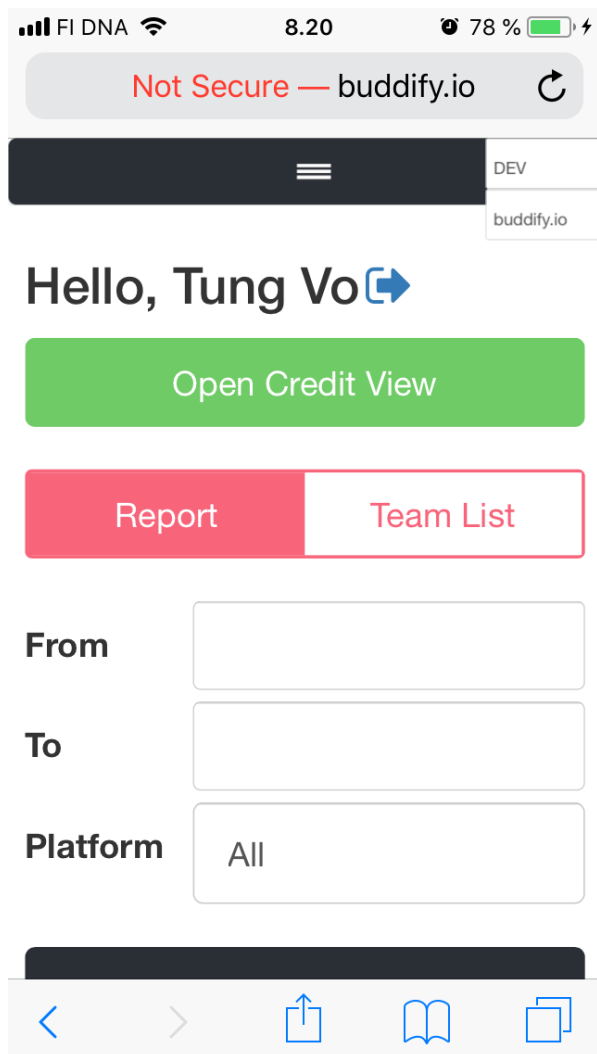 FI DNA 8.20 78 %
Not Secure — buddify.io
DEV
buddify.io
Hello, Tung Vo
Open Credit View
Report Team List
From
To
Platform All